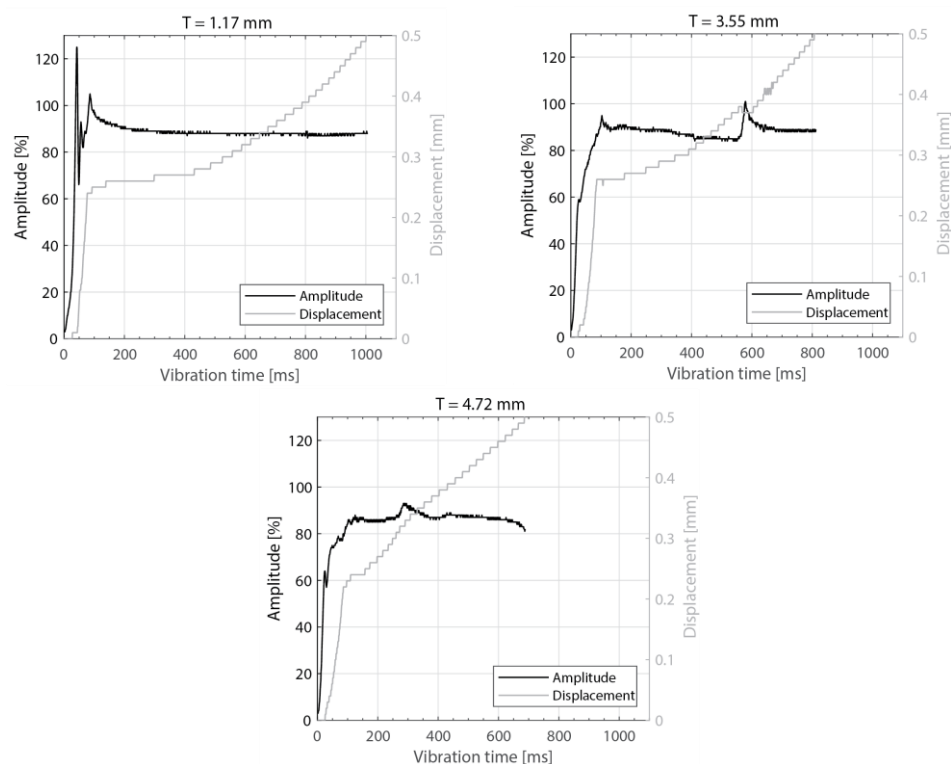 T = 1.17 mm
Amplitude [%]
120
100
80
60
40
20
0
0 200 400 600 800 1000
Vibration time [ms]
0.5
0.4
0.3
0.2
0.1
0
Displacement [mm]
Amplitude
Displacement
T = 3.55 mm
Amplitude [%]
120
100
80
60
40
20
0
0 200 400 600 800 1000
Vibration time [ms]
0.5
0.4
0.3
0.2
0.1
0
Displacement [mm]
Amplitude
Displacement
T = 4.72 mm
Amplitude [%]
120
100
80
60
40
20
0
0 200 400 600 800 1000
Vibration time [ms]
0.5
0.4
0.3
0.2
0.1
0
Displacement [mm]
Amplitude
Displacement